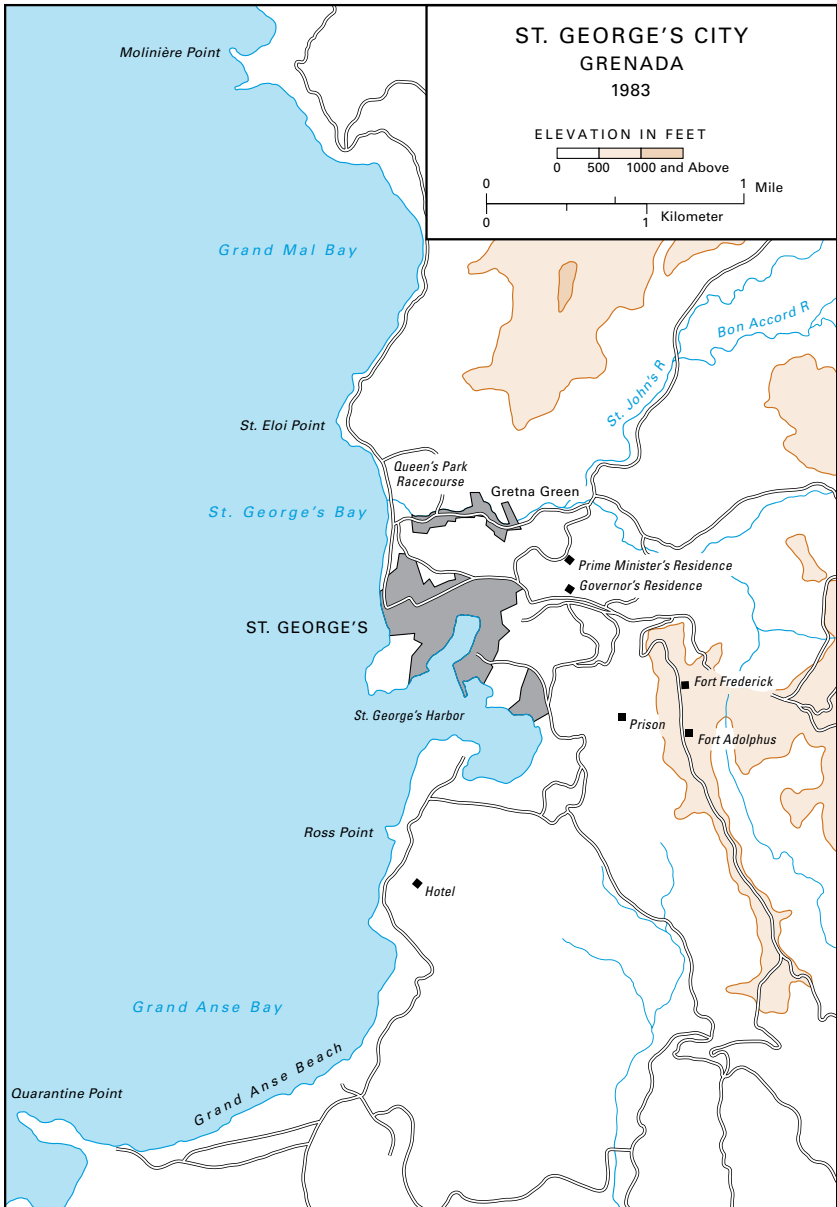 ST. GEORGE'S CITY
GRENADA
1983
ELEVATION IN FEET
0 500 1000 and Above
0 1 Mile
0 1 Kilometer
Molinière Point
Grand Mal Bay
Bon Accord R
St. John's R
St. Eloi Point
Queen's Park
Racecourse
Gretna Green
St. George's Bay
Prime Minister's Residence
Governor's Residence
ST. GEORGE'S
Fort Frederick
St. George's Harbor
Prison
Fort Adolphus
Ross Point
Hotel
Grand Anse Bay
Grand Anse Beach
Quarantine Point